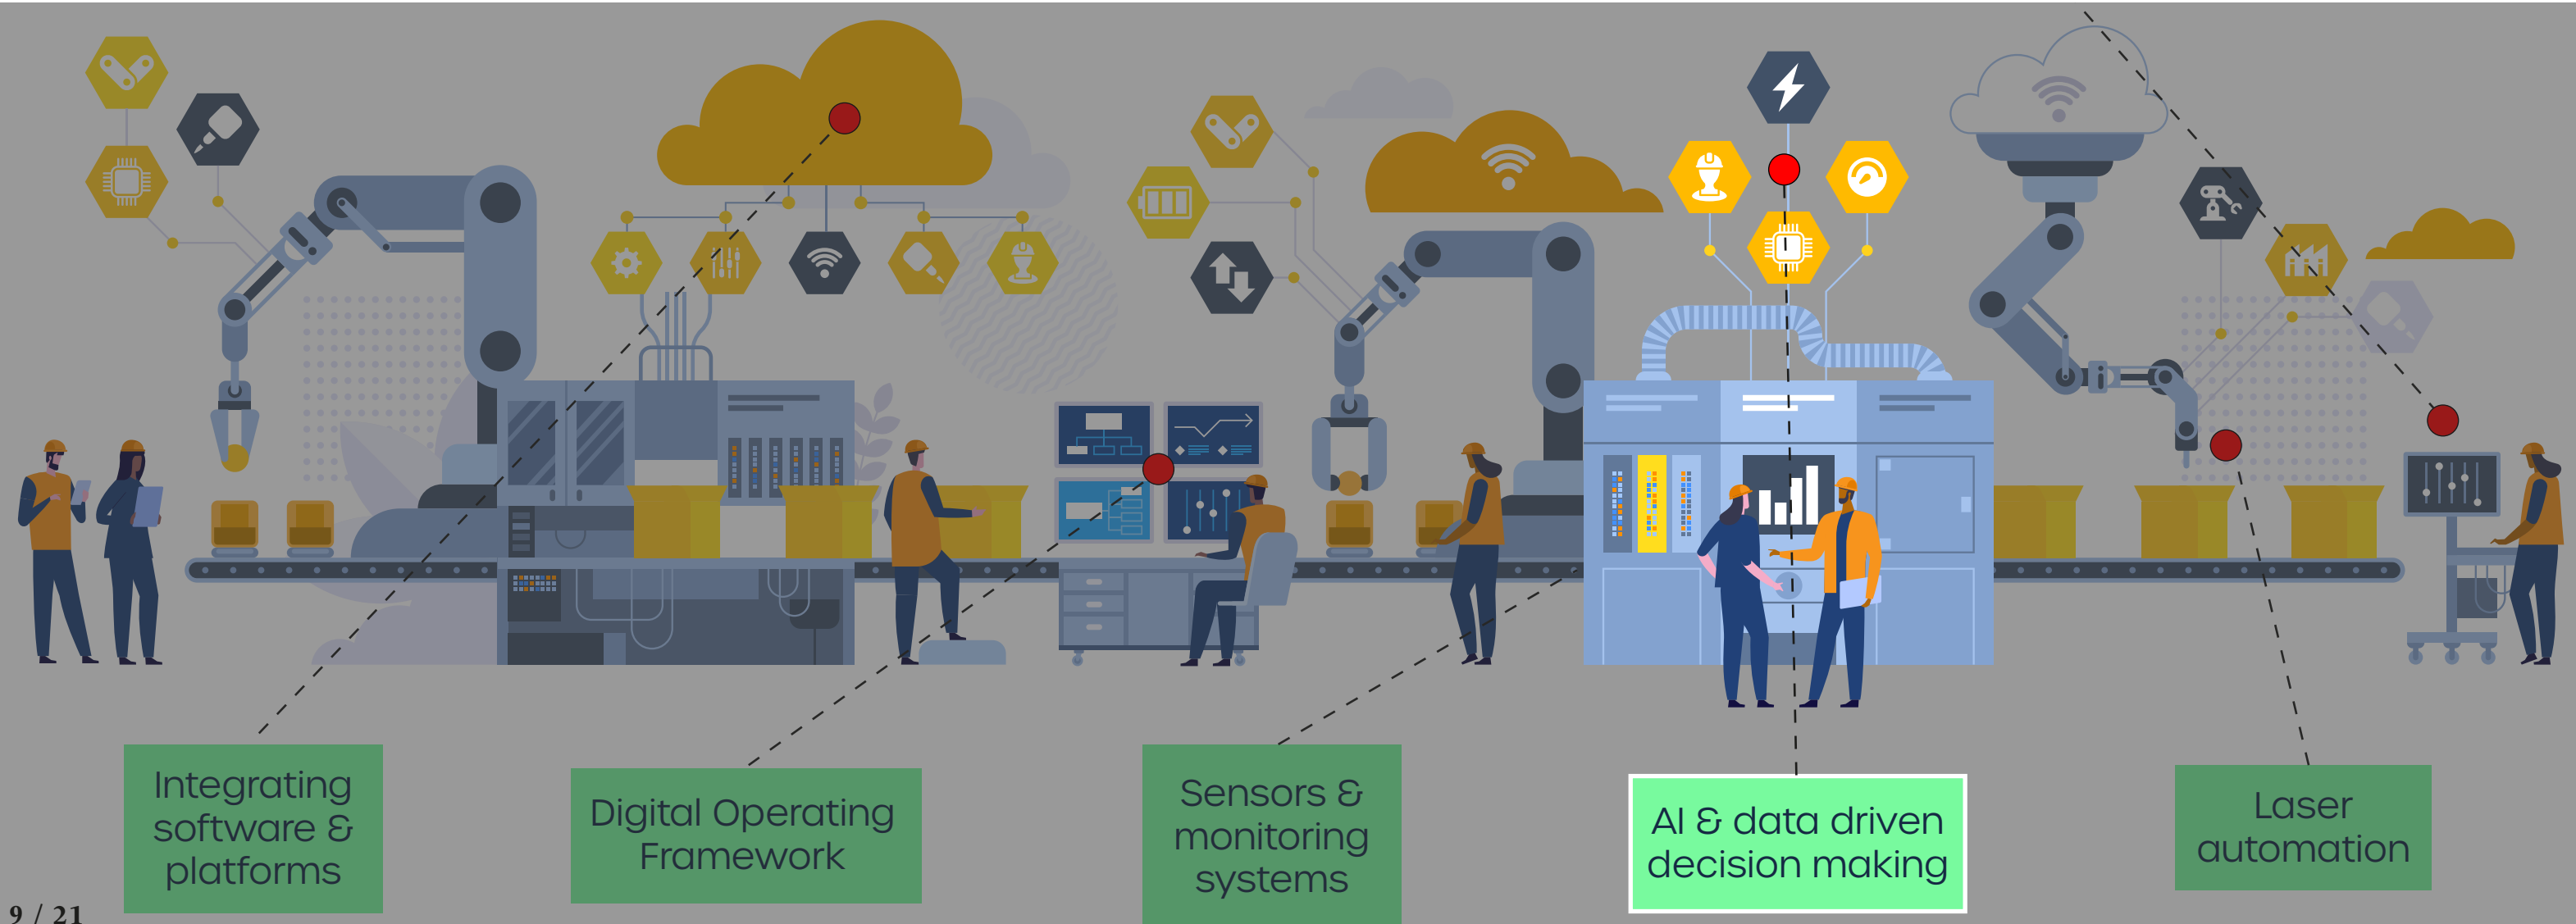 Integrating
software &
platforms
Digital Operating
Framework
Sensors &
monitoring
systems
AI & data driven
decision making
Laser
automation
9 / 21